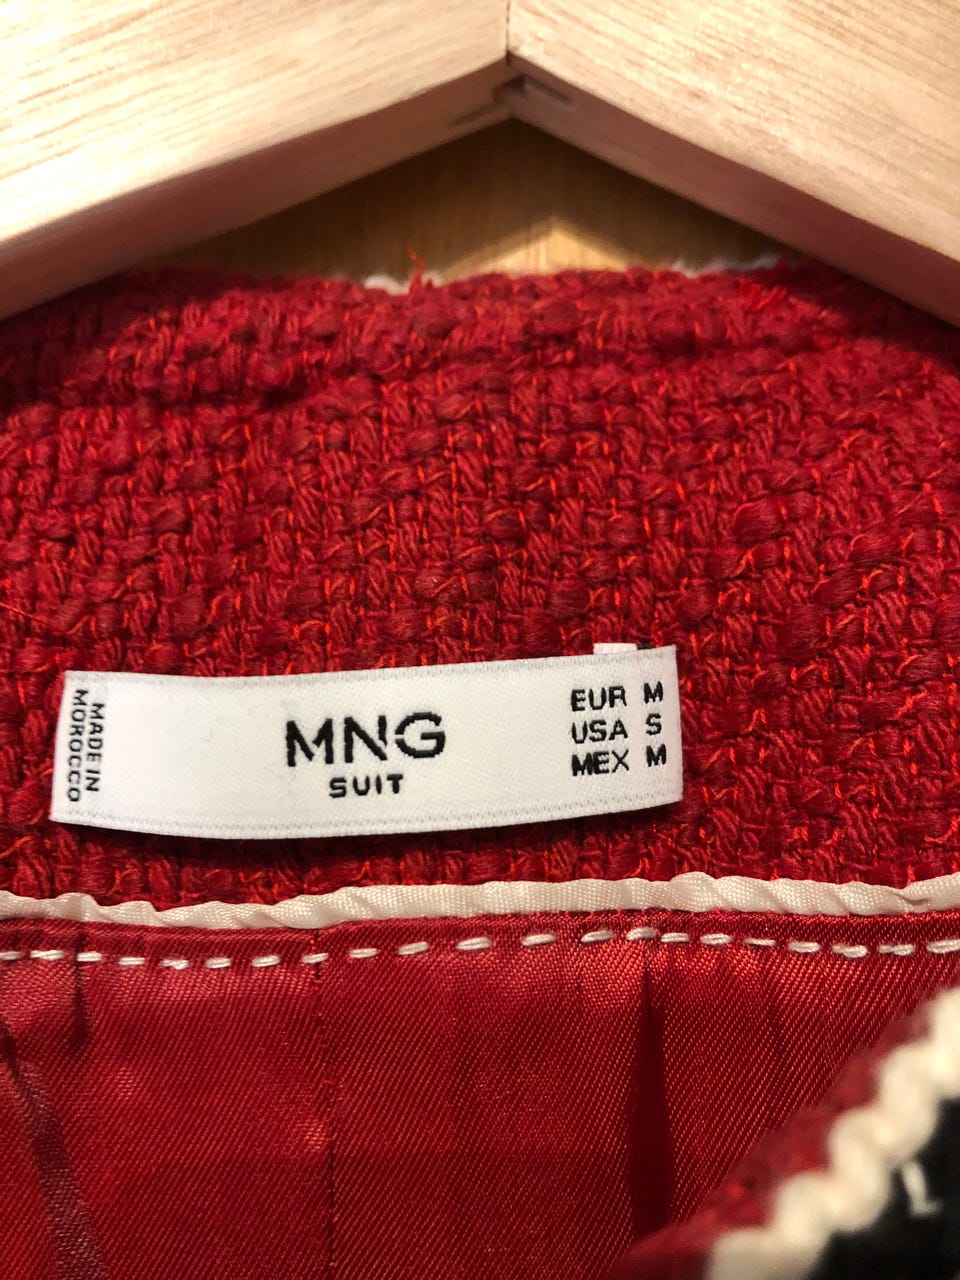 MADE IN
MOROCCO
MNG
SUIT
EUR M
USA S
MEX M